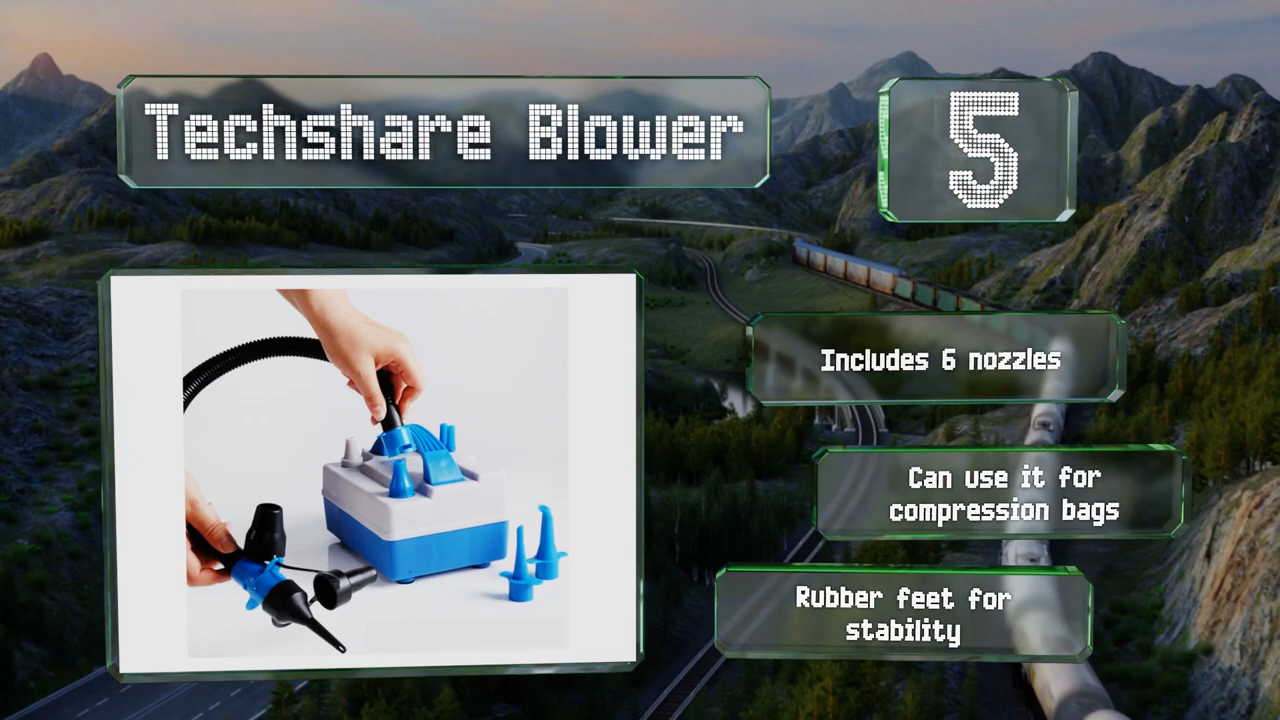 Techshare Blower
5
Includes 6 nozzles
Can use it for
compression bags
Rubber feet for
stability